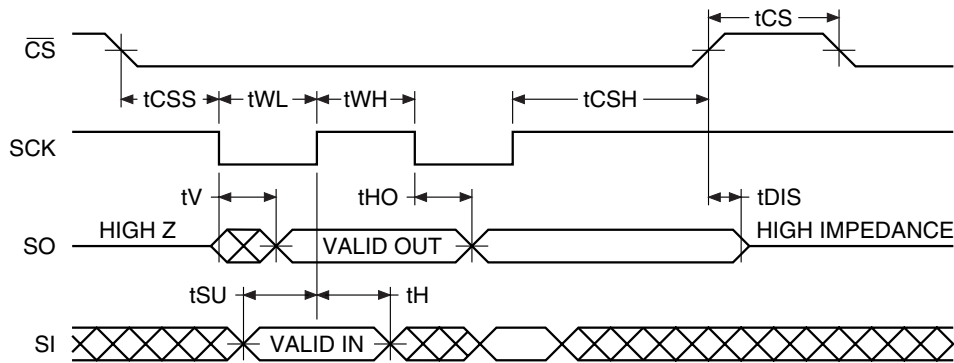 tCS
C̅S̅
tCSS tWL tWH tCSH
SCK
tV tHO tDIS
HIGH Z HIGH IMPEDANCE
SO VALID OUT
tSU tH
SI VALID IN